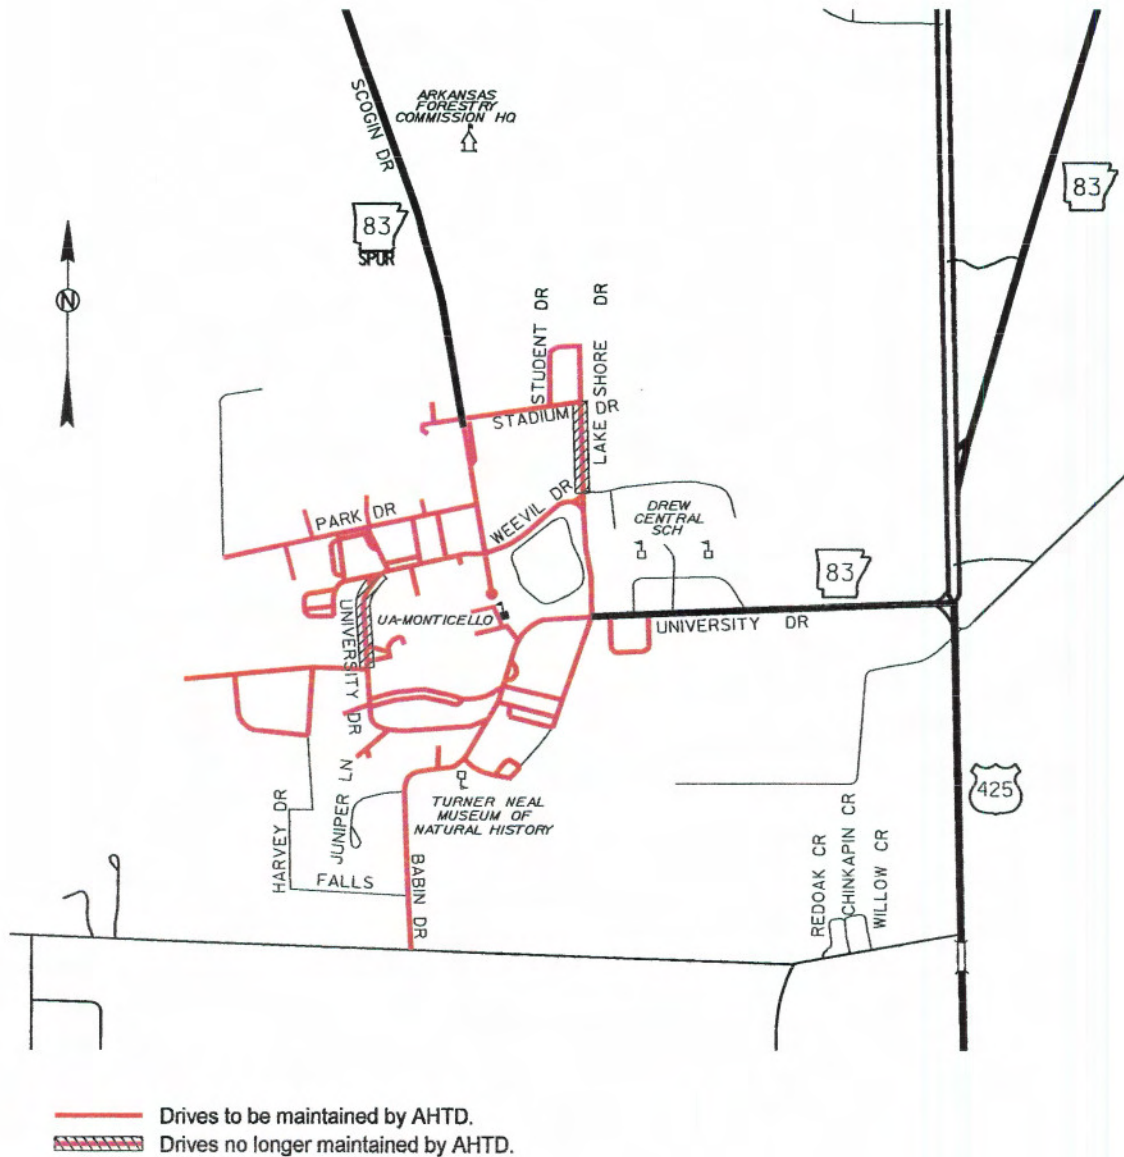 SCOGIN DR
ARKANSAS
FORESTRY
COMMISSION HQ
83
SPUR
83
N
STUDENT DR
LAKE SHORE DR
STADIUM DR
PARK DR
WEEVIL DR
DREW
CENTRAL
SCH
83
UNIVERSITY DR
UA-MONTICELLO
UNIVERSITY DR
425
JUNIPER LN
HARVEY DR
TURNER NEAL
MUSEUM OF
NATURAL HISTORY
FALLS
BABIN DR
REDOAK CR
CHINKAPIN CR
WILLOW CR
Drives to be maintained by AHTD.
Drives no longer maintained by AHTD.